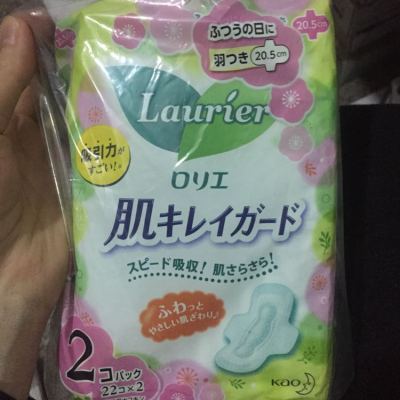 ふつうの日に
羽つき 20.5cm
20.5cm
Laurier
吸引力が
すごい!
ロリエ
肌キレイガード
スピード吸収!肌さらさら!
ふわっと
やさしい肌ざわり♪
2コパック
22コ×2
Kao